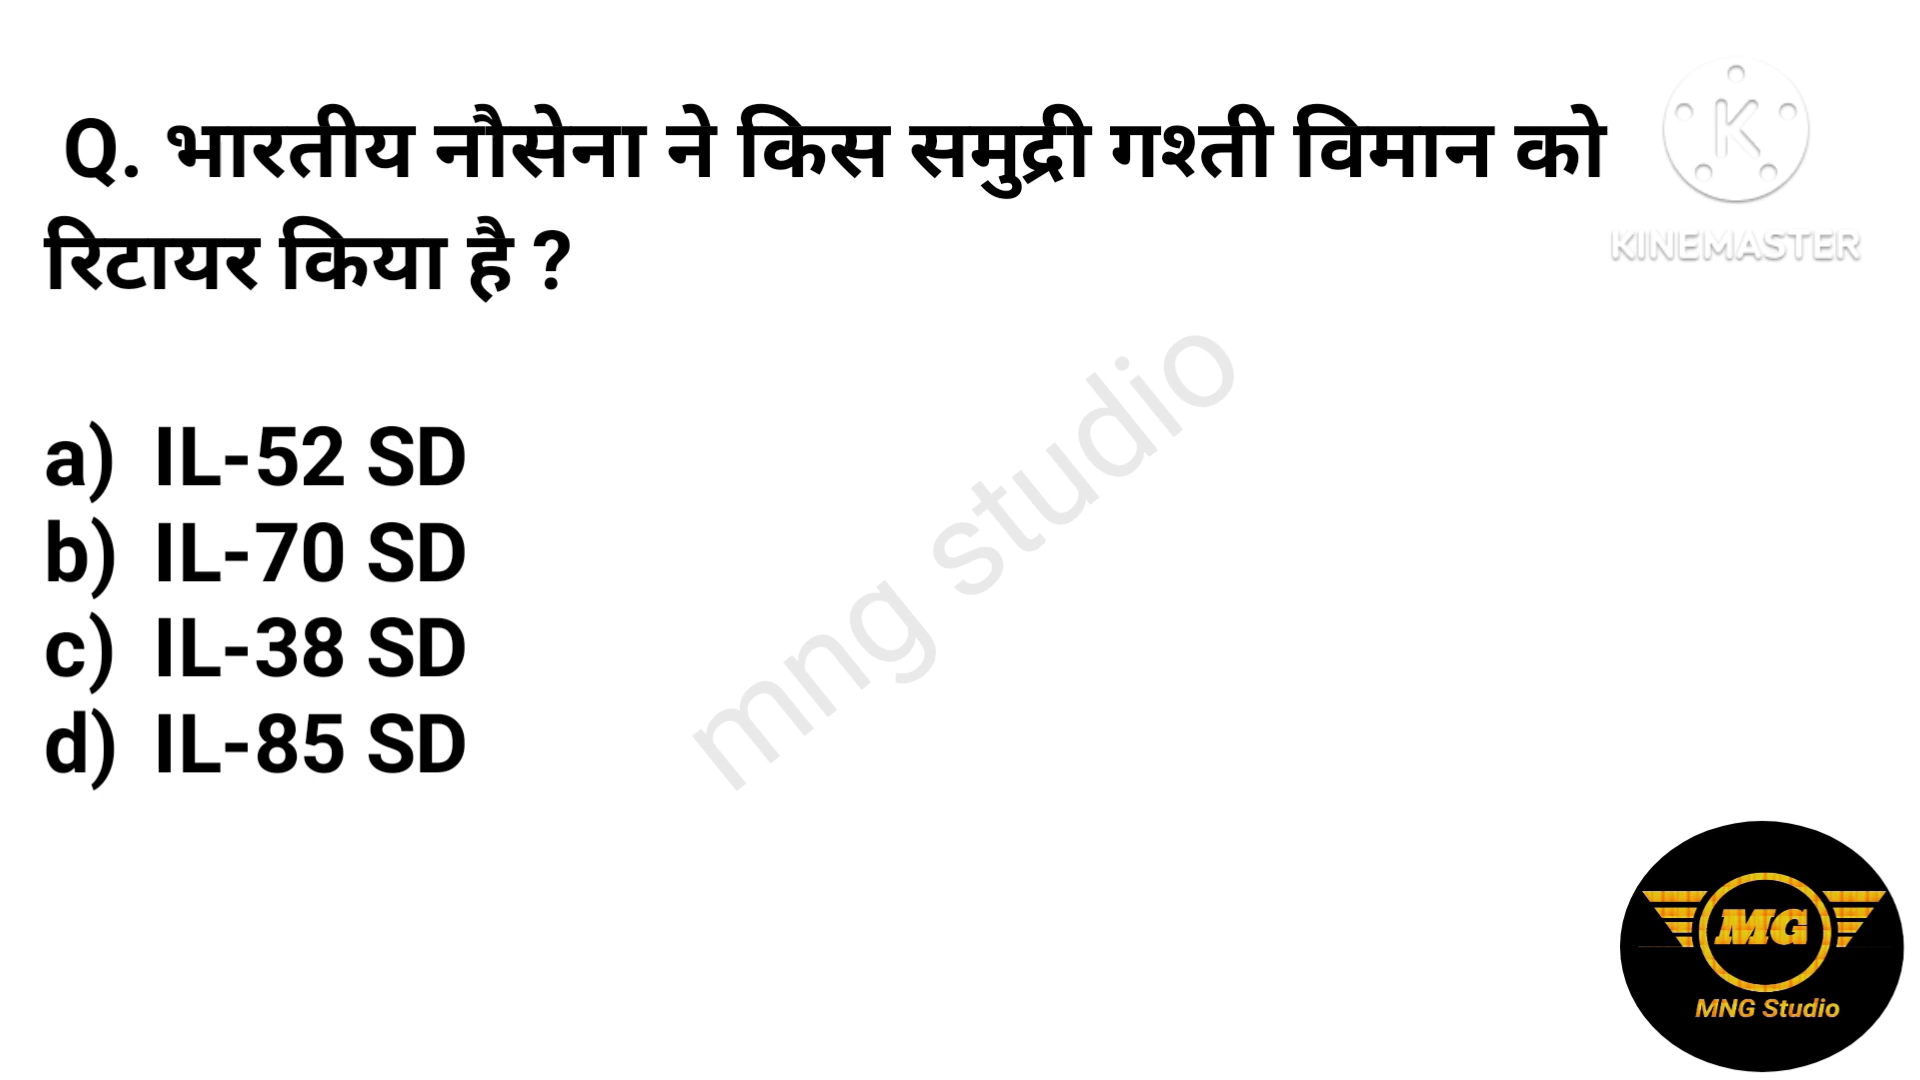 Q. भारतीय नौसेना ने किस समुद्री गश्ती विमान को
रिटायर किया है ?
K
KINEMASTER
a) IL-52 SD
b) IL-70 SD
c) IL-38 SD
d) IL-85 SD
mng studio
MG
MNG Studio